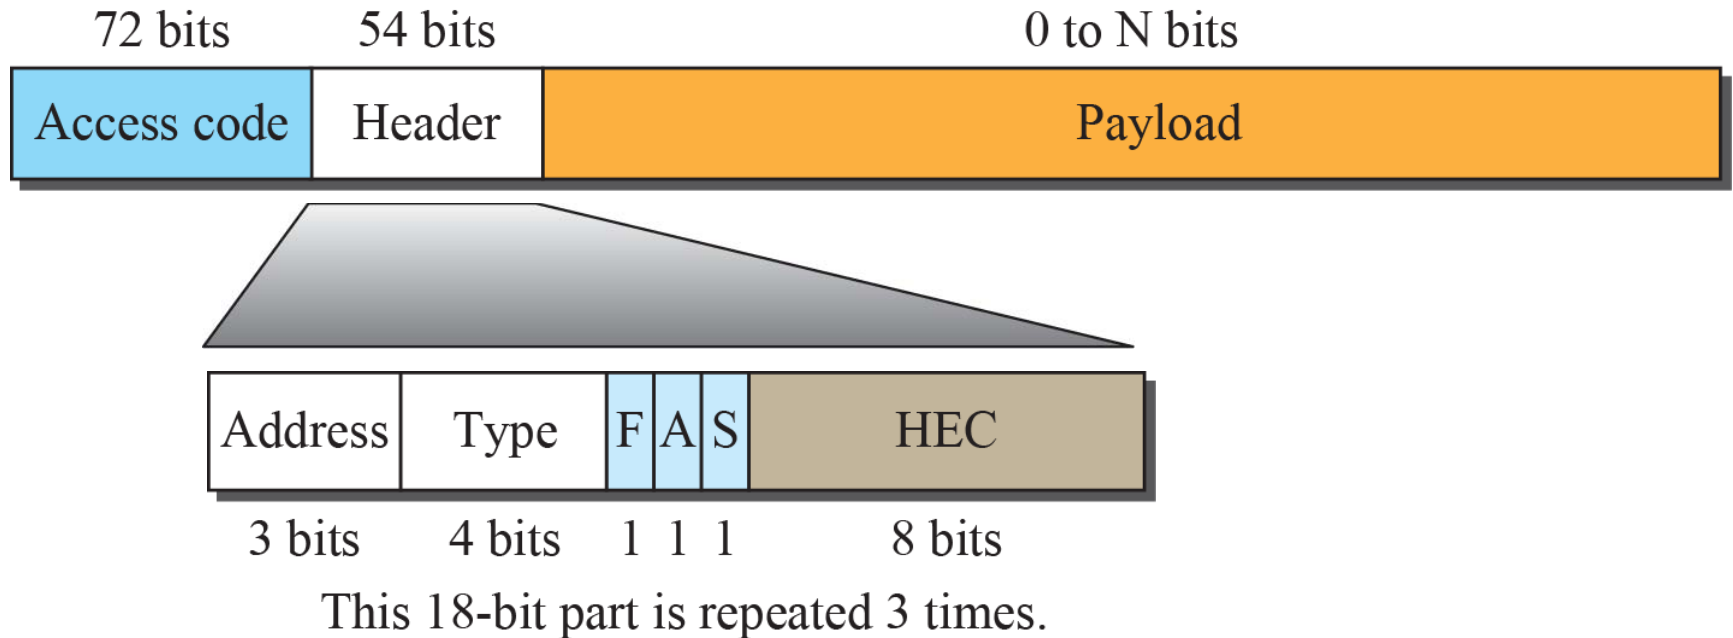 72 bits 54 bits 0 to N bits
Access code Header Payload
Address Type F A S HEC
3 bits 4 bits 1 1 1 8 bits
This 18-bit part is repeated 3 times.